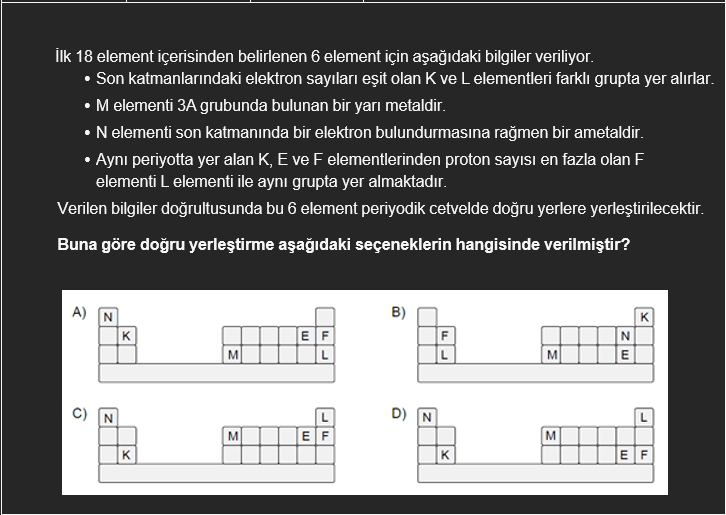 İlk 18 element içerisinden belirlenen 6 element için aşağıdaki bilgiler veriliyor.
• Son katmanlarındaki elektron sayıları eşit olan K ve L elementleri farklı grupta yer alırlar.
• M elementi 3A grubunda bulunan bir yarı metaldir.
• N elementi son katmanında bir elektron bulundurmasına rağmen bir ametaldir.
• Aynı periyotta yer alan K, E ve F elementlerinden proton sayısı en fazla olan F
elementi L elementi ile aynı grupta yer almaktadır.
Verilen bilgiler doğrultusunda bu 6 element periyodik cetvelde doğru yerlere yerleştirilecektir.
Buna göre doğru yerleştirme aşağıdaki seçeneklerin hangisinde verilmiştir?
A) N
K E F
M L
B) K
F N
L M E
C) N L
M E F
K
D) N L
M
K E F